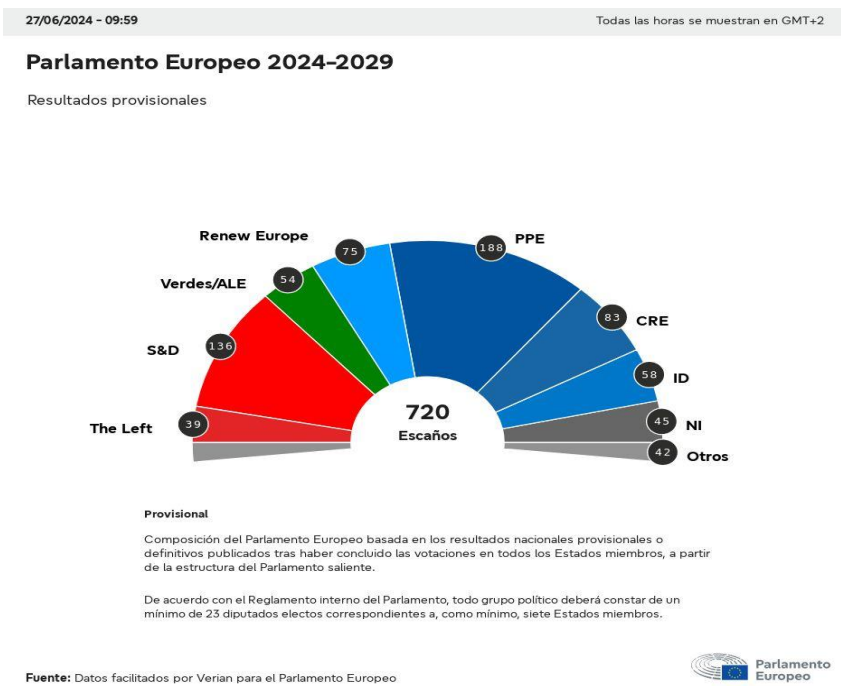 27/06/2024 - 09:59
Todas las horas se muestran en GMT+2
Parlamento Europeo 2024-2029
Resultados provisionales
Renew Europe
75
188
PPE
Verdes/ALE
54
83
CRE
S&D
136
58
ID
The Left
39
720
Escaños
45
NI
42
Otros
Provisional
Composición del Parlamento Europeo basada en los resultados nacionales provisionales o
definitivos publicados tras haber concluido las votaciones en todos los Estados miembros, a partir
de la estructura del Parlamento saliente.
De acuerdo con el Reglamento interno del Parlamento, todo grupo político deberá constar de un
mínimo de 23 diputados electos correspondientes a, como mínimo, siete Estados miembros.
Fuente: Datos facilitados por Verian para el Parlamento Europeo
Parlamento
Europeo